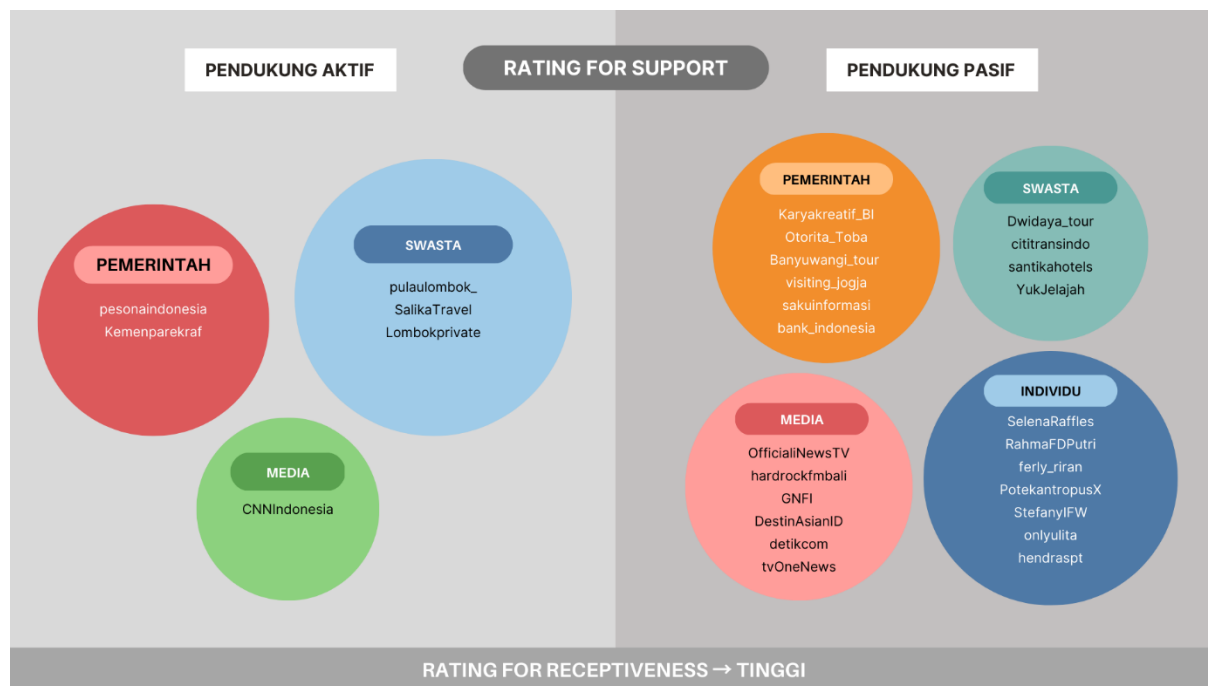 PENDUKUNG AKTIF
RATING FOR SUPPORT
PENDUKUNG PASIF
PEMERINTAH
pesonaindonesia
Kemenparekraf
SWASTA
pulaulombok_
SalikaTravel
Lombokprivate
MEDIA
CNNIndonesia
PEMERINTAH
Karyakreatif_BI
Otorita_Toba
Banyuwangi_tour
visiting_jogja
sakuinformasi
bank_indonesia
SWASTA
Dwidaya_tour
cititransindo
santikahotels
YukJelajah
MEDIA
OfficialiNewsTV
hardrockfmbali
GNFI
DestinAsianID
detikcom
tvOneNews
INDIVIDU
SelenaRaffles
RahmaFDPutri
ferly_riran
PotekantropusX
StefanyIFW
onlyulita
hendraspt
RATING FOR RECEPTIVENESS → TINGGI